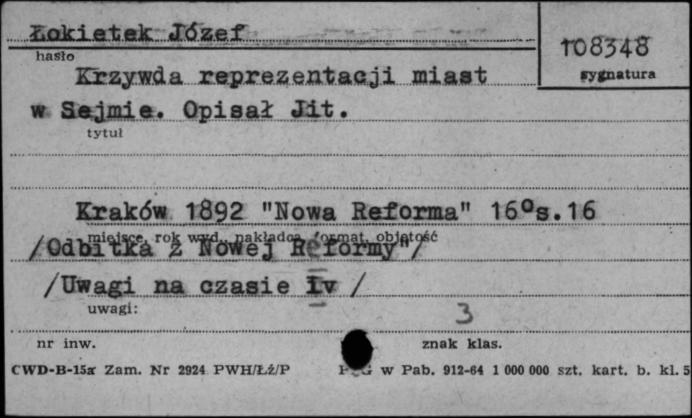 Łokietek Józef
hasło
108348
sygnatura
Krzywda reprezentacji miast
w Sejmie. Opisał Jit.
tytuł
Kraków 1892 "Nowa Reforma" 16⁰s.16
miejsce, rok wyd., nakładca, format, objętość
/Odbitka z Nowej Reformy"/
/Uwagi na czasie IV /
uwagi:
3
nr inw.
znak klas.
CWD-B-15a Zam. Nr 2924 PWH/Łż/P
w Pab. 912-64 1 000 000 szt. kart. b. kl. 5